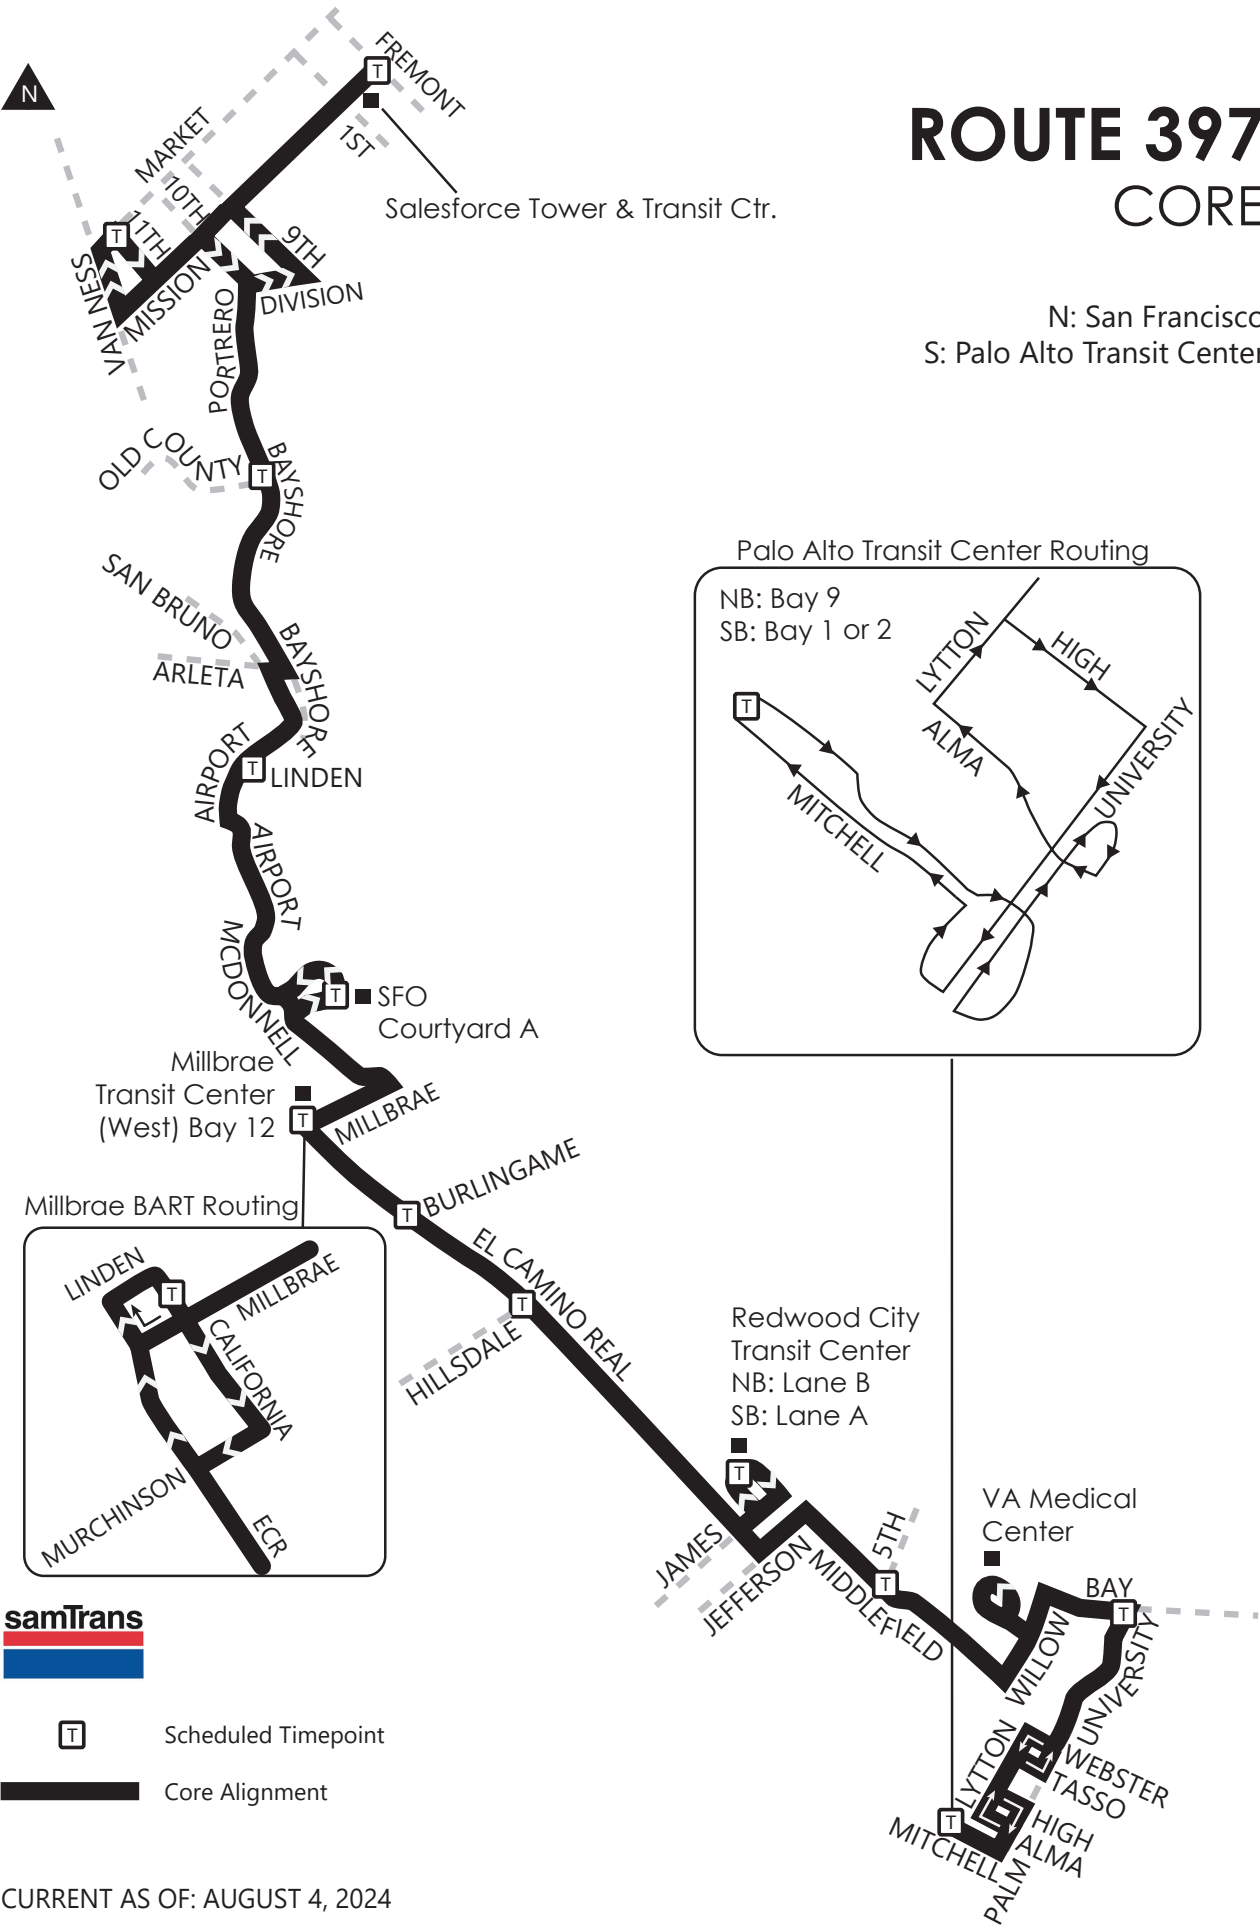 N
ROUTE 397
CORE
N: San Francisco
S: Palo Alto Transit Center
FREMONT
T
1ST
MARKET
Salesforce Tower & Transit Ctr.
10TH
T
11TH
9TH
VAN NESS
MISSION
DIVISION
PORTRERO
OLD COUNTY
T
BAYSHORE
SAN BRUNO
ARLETA
BAYSHORE
AIRPORT
T
LINDEN
AIRPORT
MCDONNELL
T
SFO
Courtyard A
Millbrae
Transit Center
(West) Bay 12
T
MILLBRAE
T
BURLINGAME
EL CAMINO REAL
T
HILLSDALE
Palo Alto Transit Center Routing
NB: Bay 9
SB: Bay 1 or 2
T
LYTTON
HIGH
ALMA
UNIVERSITY
MITCHELL
Millbrae BART Routing
LINDEN
T
MILLBRAE
CALIFORNIA
MURCHINSON
ECR
Redwood City
Transit Center
NB: Lane B
SB: Lane A
T
JAMES
JEFFERSON
MIDDLEFIELD
5TH
T
VA Medical
Center
WILLOW
BAY
T
UNIVERSITY
LYTTON
WEBSTER
TASSO
HIGH
ALMA
T
MITCHELL
PALM
samTrans
T
Scheduled Timepoint
Core Alignment
CURRENT AS OF: AUGUST 4, 2024